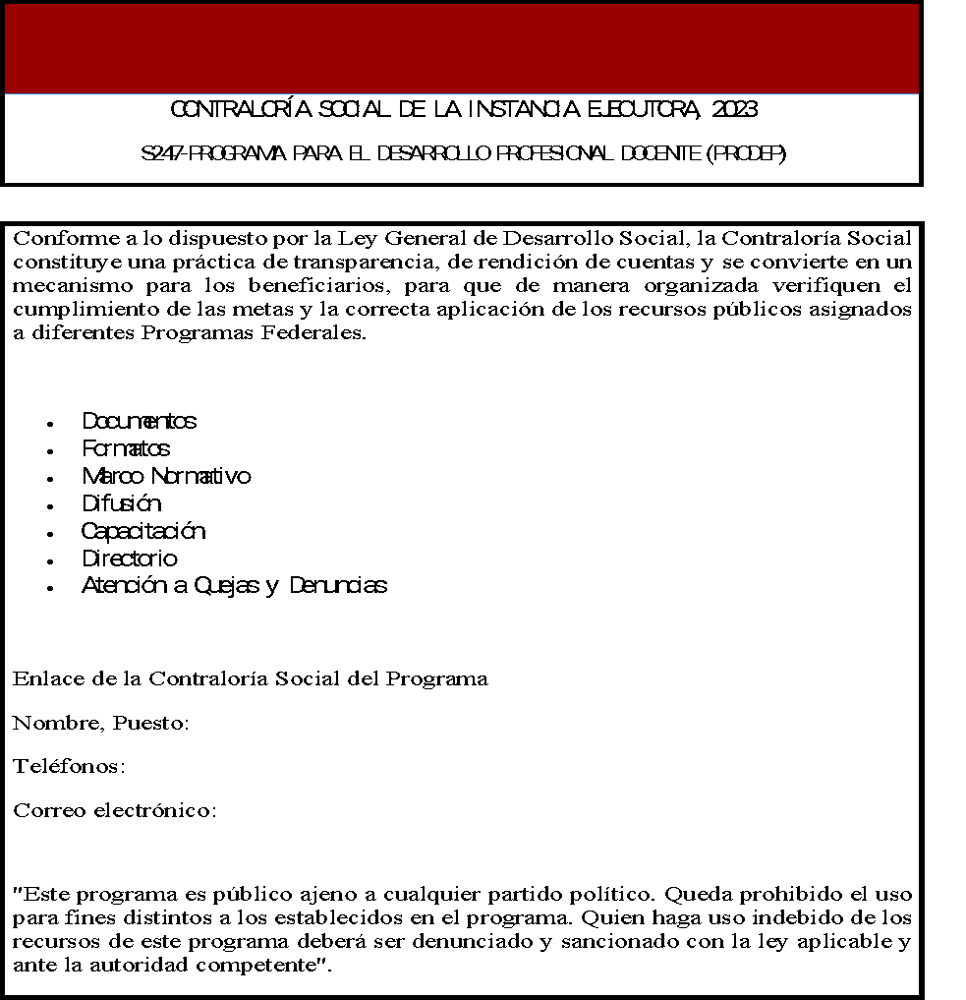 CONTRALORÍA SOCIAL DE LA INSTANCIA EJECUTORA, 2023
S247-PROGRAMA PARA EL DESARROLLO PROFESIONAL DOCENTE (PRODEP)
Conforme a lo dispuesto por la Ley General de Desarrollo Social, la Contraloría Social
constituye una práctica de transparencia, de rendición de cuentas y se convierte en un
mecanismo para los beneficiarios, para que de manera organizada verifiquen el
cumplimiento de las metas y la correcta aplicación de los recursos públicos asignados
a diferentes Programas Federales.
• Documentos
• Formatos
• Marco Normativo
• Difusión
• Capacitación
• Directorio
• Atención a Quejas y Denuncias
Enlace de la Contraloría Social del Programa
Nombre, Puesto:
Teléfonos:
Correo electrónico:
"Este programa es público ajeno a cualquier partido político. Queda prohibido el uso
para fines distintos a los establecidos en el programa. Quien haga uso indebido de los
recursos de este programa deberá ser denunciado y sancionado con la ley aplicable y
ante la autoridad competente".